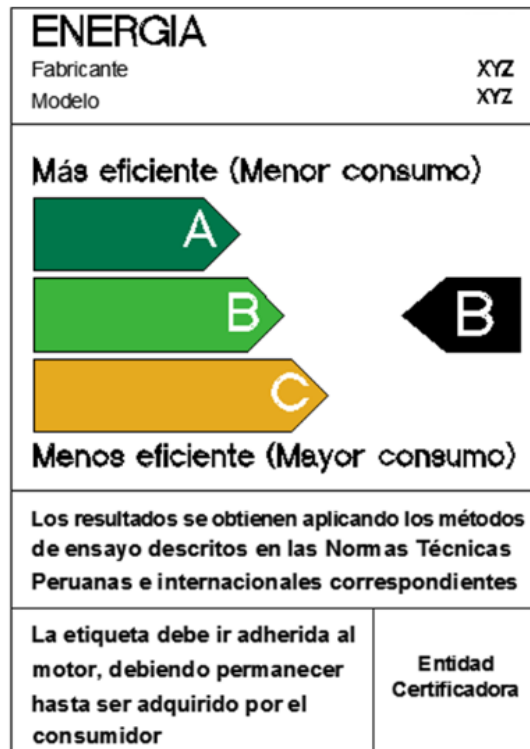 ENERGIA
Fabricante XYZ
Modelo XYZ
Más eficiente (Menor consumo)
A
B B
C
Menos eficiente (Mayor consumo)
Los resultados se obtienen aplicando los métodos
de ensayo descritos en las Normas Técnicas
Peruanas e internacionales correspondientes
La etiqueta debe ir adherida al
motor, debiendo permanecer
hasta ser adquirido por el
consumidor
Entidad
Certificadora